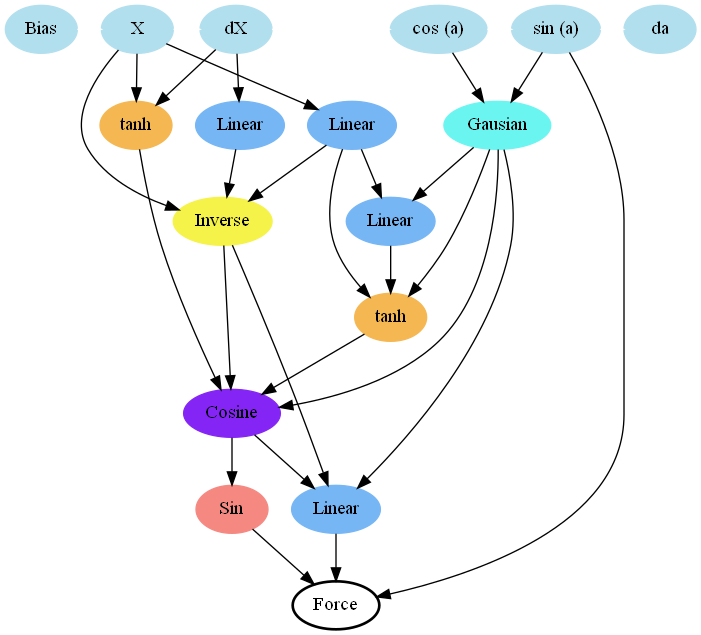 Bias X dX cos (a) sin (a) da
tanh Linear Linear Gausian
Inverse Linear
tanh
Cosine
Sin Linear
Force